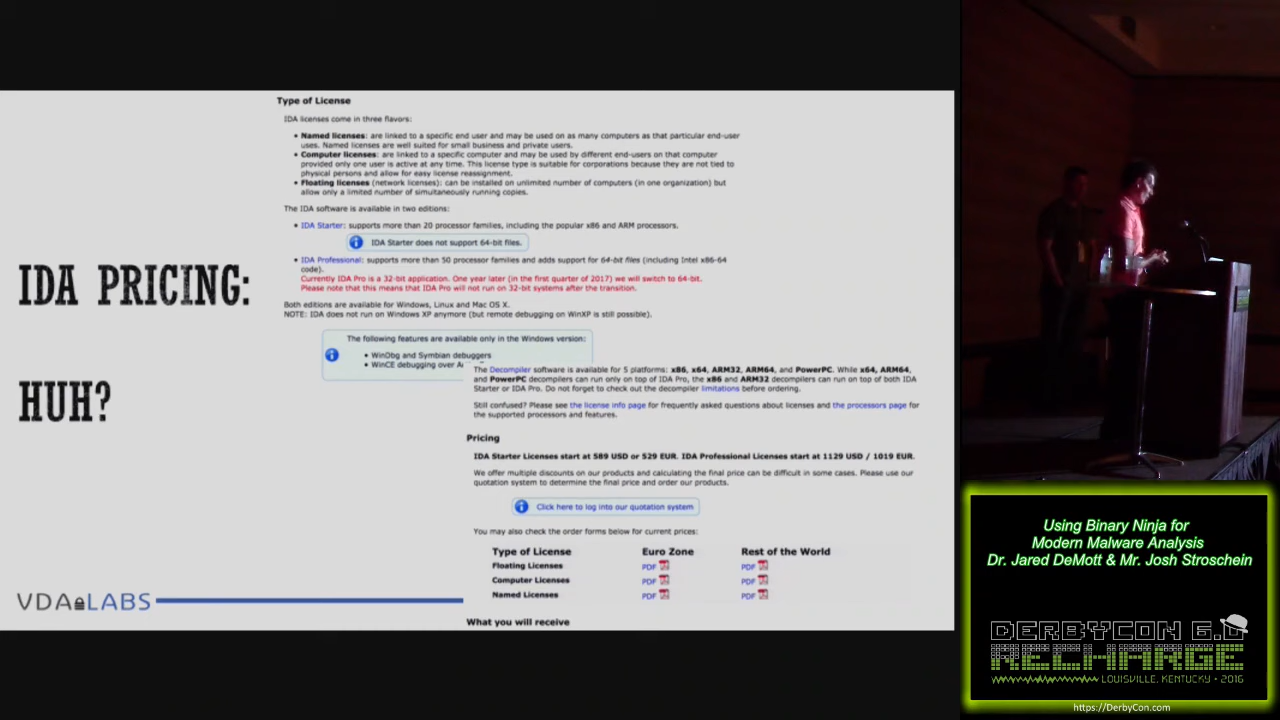 IDA PRICING:
HUH?
VDA LABS
Type of License
IDA licenses come in three flavors:
• Named licenses: are linked to a specific end user and may be used on as many computers as that particular end-user
uses. Named licenses are well suited for small business and private users.
• Computer licenses: are linked to a specific computer and may be used by different end-users on that computer
provided only one user is active at any time. This license type is suitable for corporations because they are not tied to
physical persons and allow for easy license reassignment.
• Floating licenses (network licenses): can be installed on unlimited number of computers (in one organization) but
allow only a limited number of simultaneously running copies.
The IDA software is available in two editions:
• IDA Starter: supports more than 20 processor families, including the popular x86 and ARM processors.
IDA Starter does not support 64-bit files.
• IDA Professional: supports more than 50 processor families and adds support for 64-bit files (including Intel x86-64
code).
Currently IDA Pro is a 32-bit application. One year later (in the first quarter of 2017) we will switch to 64-bit.
Please note that this means that IDA Pro will not run on 32-bit systems after the transition.
Both editions are available for Windows, Linux and Mac OS X.
NOTE: IDA does not run on Windows XP anymore (but remote debugging on WinXP is still possible).
The following features are available only in the Windows version:
• WinDbg and Symbian debuggers
• WinCE debugging over
The Decompiler software is available for 5 platforms: x86, x64, ARM32, ARM64, and PowerPC. While x64, ARM64,
and PowerPC decompilers can run only on top of IDA Pro, the x86 and ARM32 decompilers can run on top of both IDA
Starter or IDA Pro. Do not forget to check out the decompiler limitations before ordering.
Still confused? Please see the license info page for frequently asked questions about licenses and the processors page for
the supported processors and features.
Pricing
IDA Starter Licenses start at 589 USD or 529 EUR. IDA Professional Licenses start at 1129 USD / 1019 EUR.
We offer multiple discounts on our products and calculating the final price can be difficult in some cases. Please use our
quotation system to determine the final price and order our products.
Click here to log into our quotation system
You may also check the order forms below for current prices:
Type of License Euro Zone Rest of the World
Floating Licenses PDF PDF
Computer Licenses PDF PDF
Named Licenses PDF PDF
What you will receive
Using Binary Ninja for
Modern Malware Analysis
Dr. Jared DeMott & Mr. Josh Stroschein
DERBYCON 6.0
RECHARGE
LOUISVILLE, KENTUCKY • 2016
https://DerbyCon.com